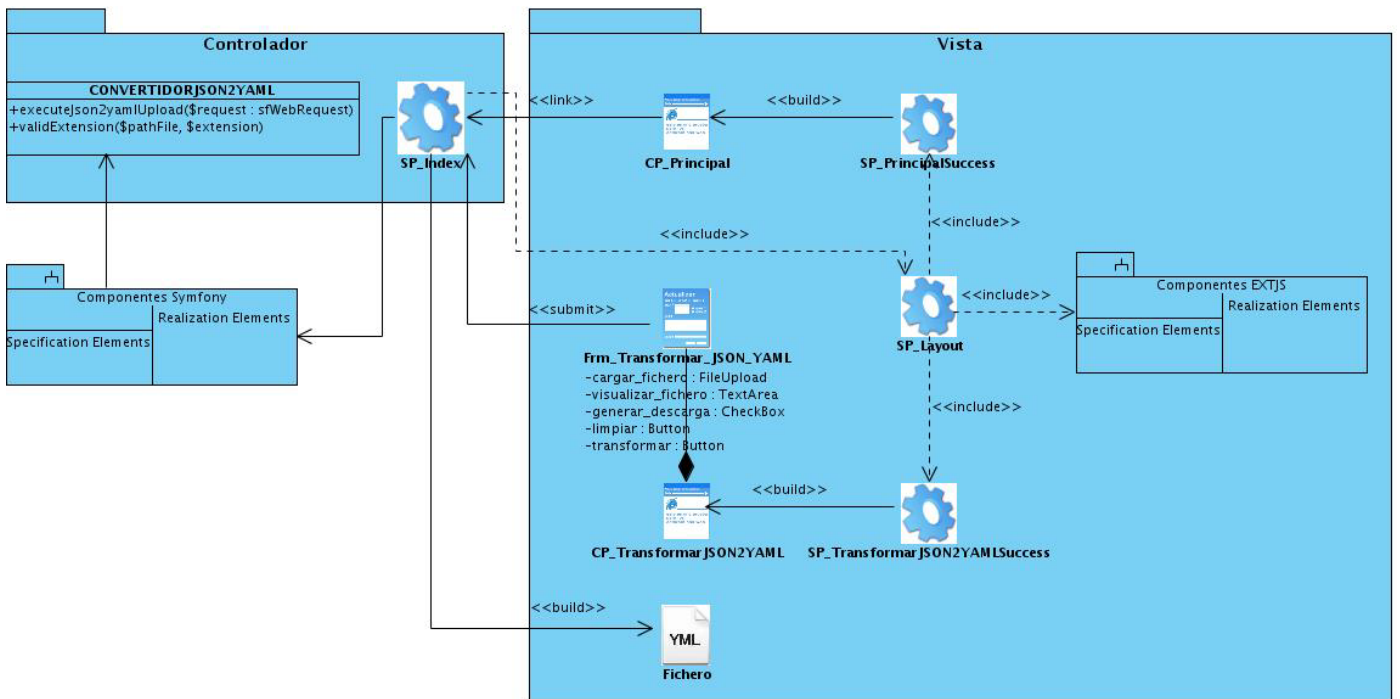 Controlador
CONVERTIDORJSON2YAML
+executeJson2yamlUpload($request : sfWebRequest)
+validExtension($pathFile, $extension)
SP_Index
Componentes Symfony
Realization Elements
Specification Elements
Vista
<<link>>
CP_Principal
<<build>>
SP_PrincipalSuccess
<<include>>
<<include>>
<<submit>>
Frm_Transformar_JSON_YAML
-cargar_fichero : FileUpload
-visualizar_fichero : TextArea
-generar_descarga : CheckBox
-limpiar : Button
-transformar : Button
SP_Layout
<<include>>
Componentes EXTJS
Realization Elements
Specification Elements
<<include>>
<<build>>
CP_TransformarJSON2YAML
SP_TransformarJSON2YAMLSuccess
<<build>>
YML
Fichero